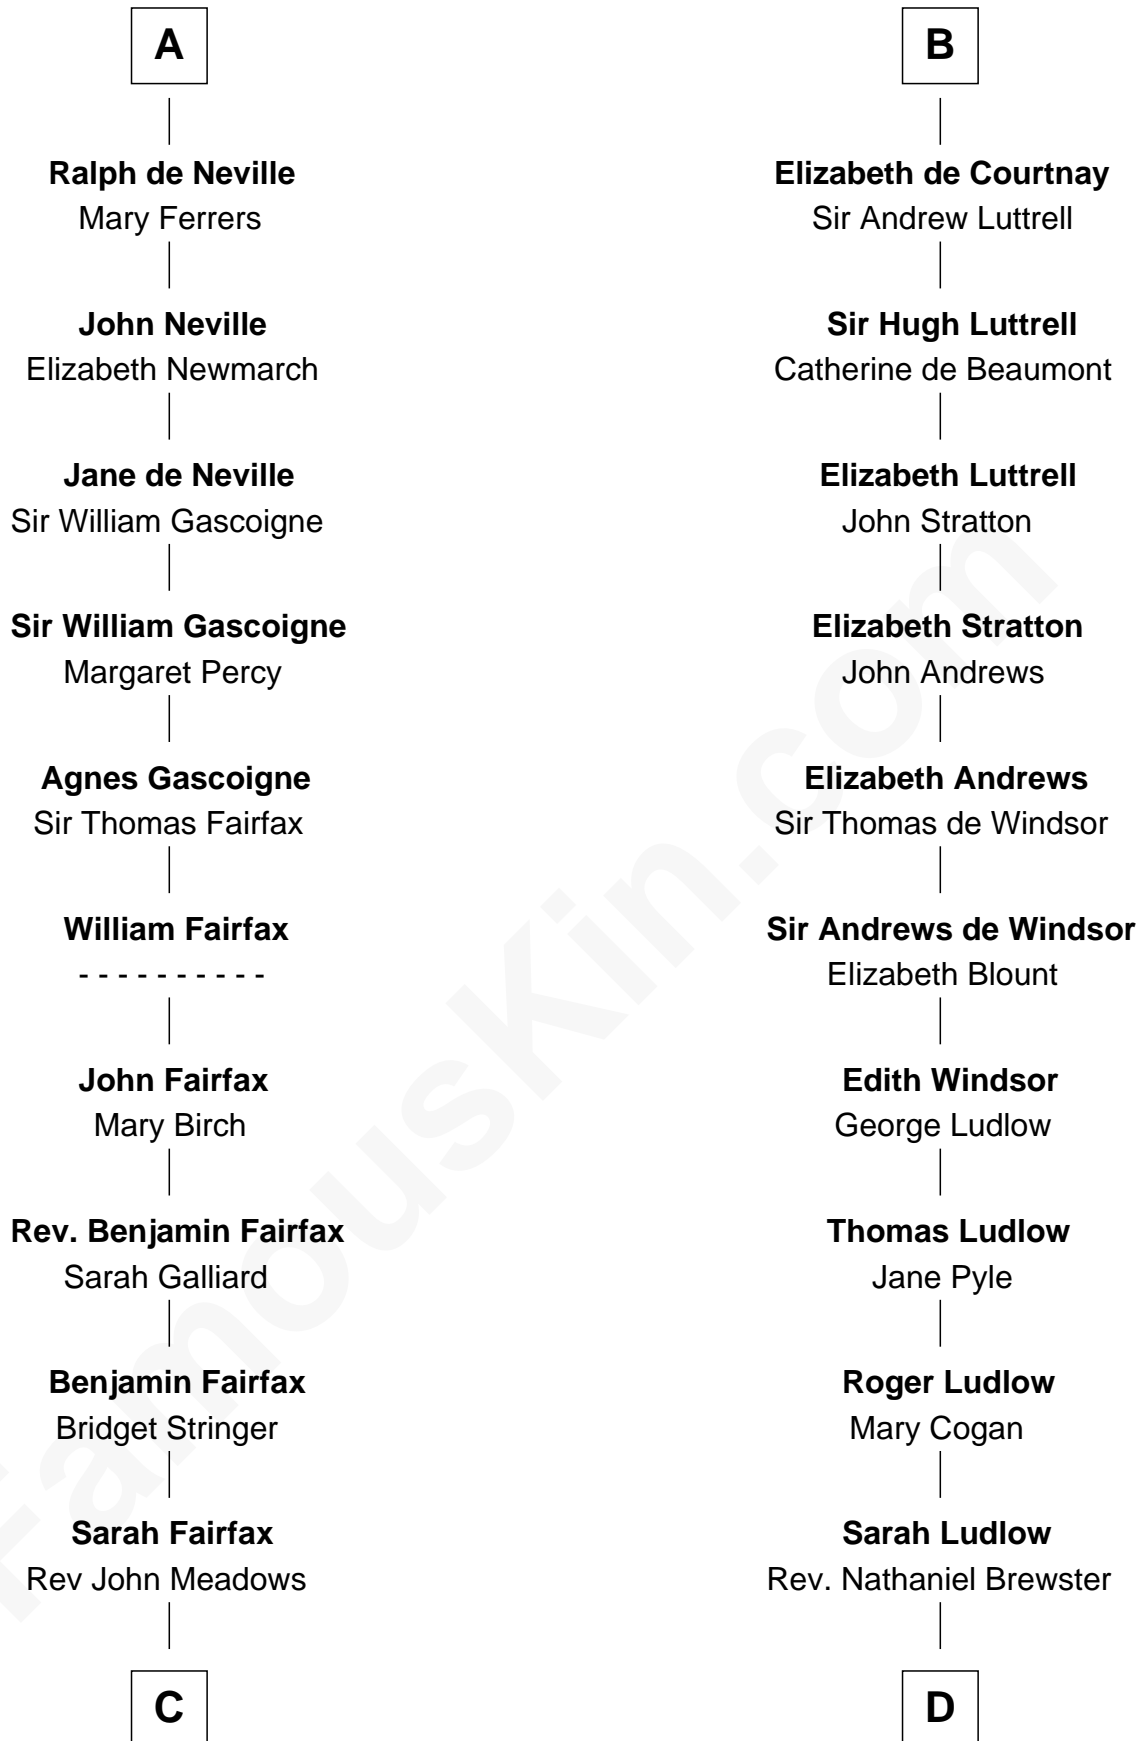 A
Ralph de Neville
Mary Ferrers
John Neville
Elizabeth Newmarch
Jane de Neville
Sir William Gascoigne
Sir William Gascoigne
Margaret Percy
Agnes Gascoigne
Sir Thomas Fairfax
William Fairfax
- - - - - - - - - -
John Fairfax
Mary Birch
Rev. Benjamin Fairfax
Sarah Galliard
Benjamin Fairfax
Bridget Stringer
Sarah Fairfax
Rev John Meadows
C
B
Elizabeth de Courtnay
Sir Andrew Luttrell
Sir Hugh Luttrell
Catherine de Beaumont
Elizabeth Luttrell
John Stratton
Elizabeth Stratton
John Andrews
Elizabeth Andrews
Sir Thomas de Windsor
Sir Andrews de Windsor
Elizabeth Blount
Edith Windsor
George Ludlow
Thomas Ludlow
Jane Pyle
Roger Ludlow
Mary Cogan
Sarah Ludlow
Rev. Nathaniel Brewster
D
FamousKin.com